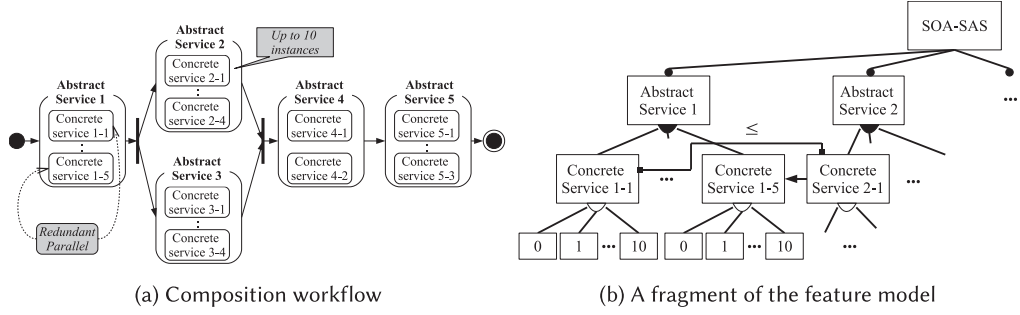 Abstract
Service 1
Concrete
service 1-1
⋮
Concrete
service 1-5
Redundant
Parallel
Abstract
Service 2
Concrete
service 2-1
⋮
Concrete
service 2-4
Up to 10
instances
Abstract
Service 3
Concrete
service 3-1
⋮
Concrete
service 3-4
Abstract
Service 4
Concrete
service 4-1
Concrete
service 4-2
Abstract
Service 5
Concrete
service 5-1
⋮
Concrete
service 5-3
(a) Composition workflow
SOA-SAS
Abstract
Service 1
Abstract
Service 2
...
≤
Concrete
Service 1-1
...
Concrete
Service 1-5
Concrete
Service 2-1
...
0 1 ... 10 0 1 ... 10 ...
(b) A fragment of the feature model